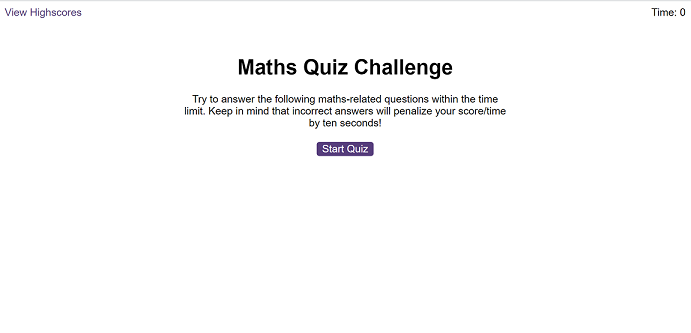 View Highscores
Time: 0
Maths Quiz Challenge
Try to answer the following maths-related questions within the time
limit. Keep in mind that incorrect answers will penalize your score/time
by ten seconds!
Start Quiz